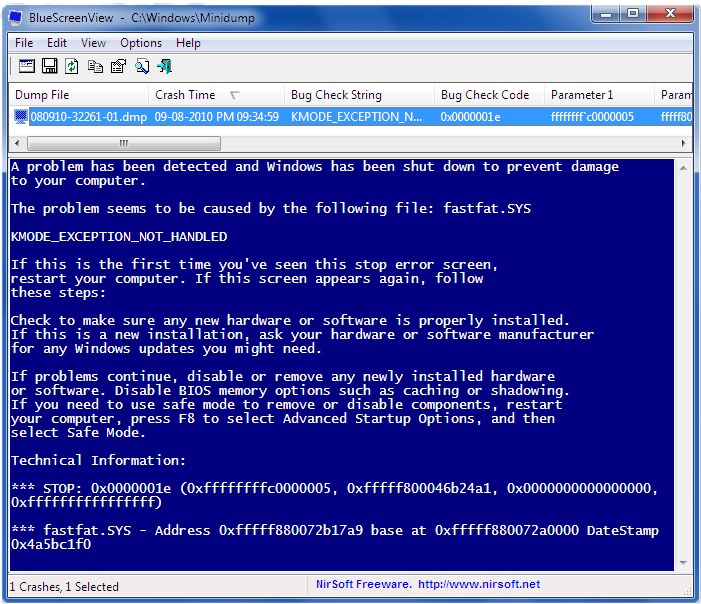 BlueScreenView - C:\Windows\Minidump
File Edit View Options Help
Dump File Crash Time Bug Check String Bug Check Code Parameter 1 Param
080910-32261-01.dmp 09-08-2010 PM 09:34:59 KMODE_EXCEPTION_N... 0x0000001e ffffffff`c0000005 fffff80
A problem has been detected and Windows has been shut down to prevent damage
to your computer.
The problem seems to be caused by the following file: fastfat.SYS
KMODE_EXCEPTION_NOT_HANDLED
If this is the first time you've seen this stop error screen,
restart your computer. If this screen appears again, follow
these steps:
Check to make sure any new hardware or software is properly installed.
If this is a new installation, ask your hardware or software manufacturer
for any Windows updates you might need.
If problems continue, disable or remove any newly installed hardware
or software. Disable BIOS memory options such as caching or shadowing.
If you need to use safe mode to remove or disable components, restart
your computer, press F8 to select Advanced Startup Options, and then
select Safe Mode.
Technical Information:
*** STOP: 0x0000001e (0xffffffffc0000005, 0xfffff800046b24a1, 0x0000000000000000,
0xffffffffffffffff)
*** fastfat.SYS - Address 0xfffff880072b17a9 base at 0xfffff880072a0000 DateStamp
0x4a5bc1f0
1 Crashes, 1 Selected
NirSoft Freeware. http://www.nirsoft.net